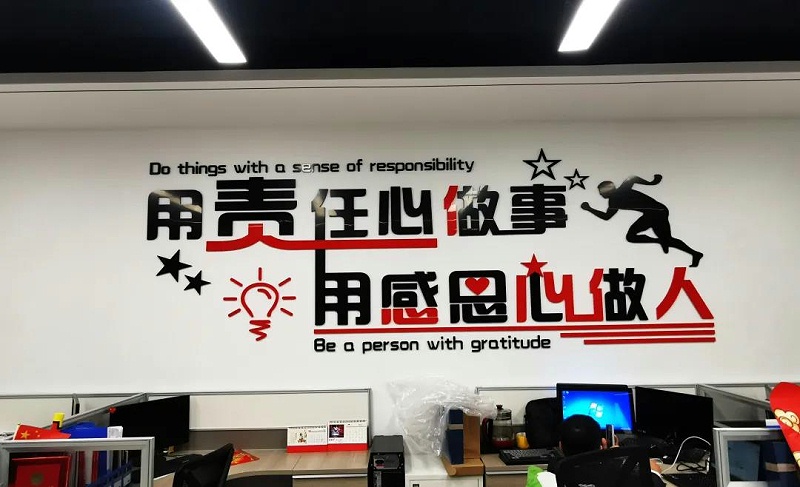 Do things with a sense of responsibility
用责任心做事
用感恩心做人
Be a person with gratitude